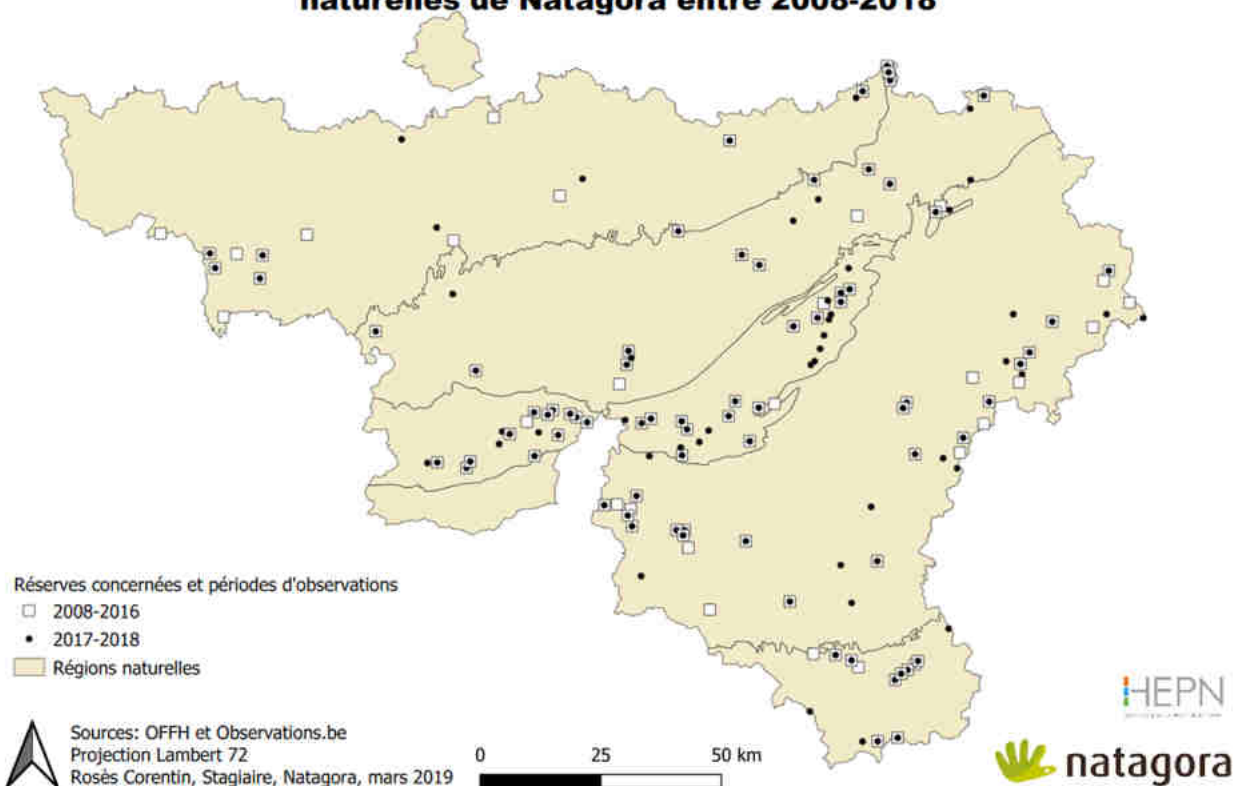 naturelles de Natagora entre 2008-2018
Réserves concernées et périodes d'observations
2008-2016
2017-2018
Régions naturelles
Sources: OFFH et Observations.be
Projection Lambert 72
Rosès Corentin, Stagiaire, Natagora, mars 2019
0 25 50 km
HEPN
natagora